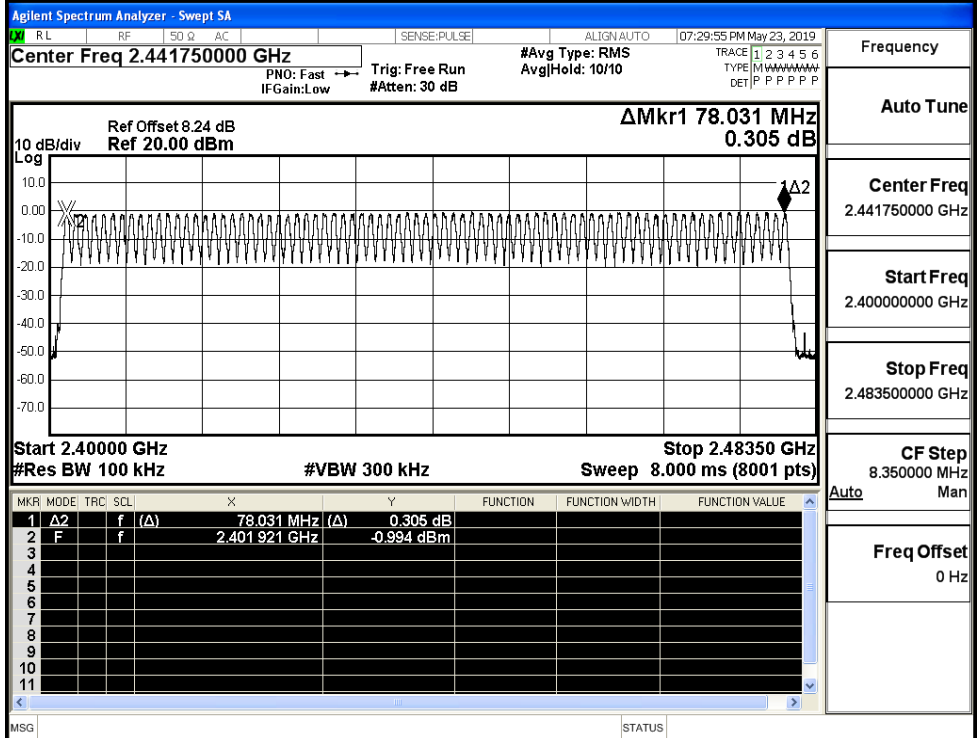 Agilent Spectrum Analyzer - Swept SA
LXI RL RF 50 Ω AC SENSE:PULSE ALIGN AUTO 07:29:55 PM May 23, 2019
Center Freq 2.441750000 GHz
PNO: Fast
IFGain:Low
Trig: Free Run
#Atten: 30 dB
#Avg Type: RMS
Avg|Hold: 10/10
TRACE 1 2 3 4 5 6
TYPE M W W W W W
DET P P P P P P
ΔMkr1 78.031 MHz
0.305 dB
Ref Offset 8.24 dB
10 dB/div Ref 20.00 dBm
Log
10.0
0.00
-10.0
-20.0
-30.0
-40.0
-50.0
-60.0
-70.0
2
1Δ2
Start 2.40000 GHz Stop 2.48350 GHz
#Res BW 100 kHz #VBW 300 kHz Sweep 8.000 ms (8001 pts)
MKR MODE TRC SCL X Y FUNCTION FUNCTION WIDTH FUNCTION VALUE
1 Δ2 f (Δ) 78.031 MHz (Δ) 0.305 dB
2 F f 2.401 921 GHz -0.994 dBm
3
4
5
6
7
8
9
10
11
MSG STATUS
Frequency
Auto Tune
Center Freq
2.441750000 GHz
Start Freq
2.400000000 GHz
Stop Freq
2.483500000 GHz
CF Step
8.350000 MHz
Auto Man
Freq Offset
0 Hz